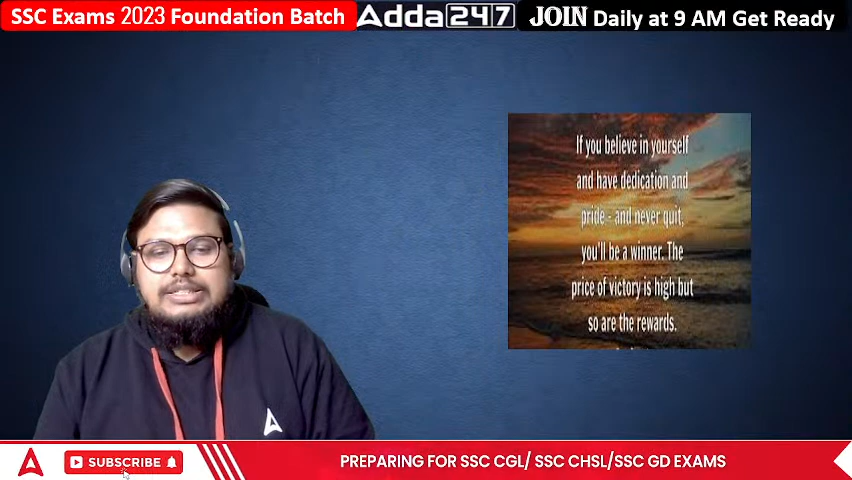 SSC Exams 2023 Foundation Batch
Adda247
JOIN Daily at 9 AM Get Ready
If you believe in yourself
and have dedication and
pride - and never quit,
you'll be a winner. The
price of victory is high but
so are the rewards.
SUBSCRIBE
PREPARING FOR SSC CGL/ SSC CHSL/SSC GD EXAMS